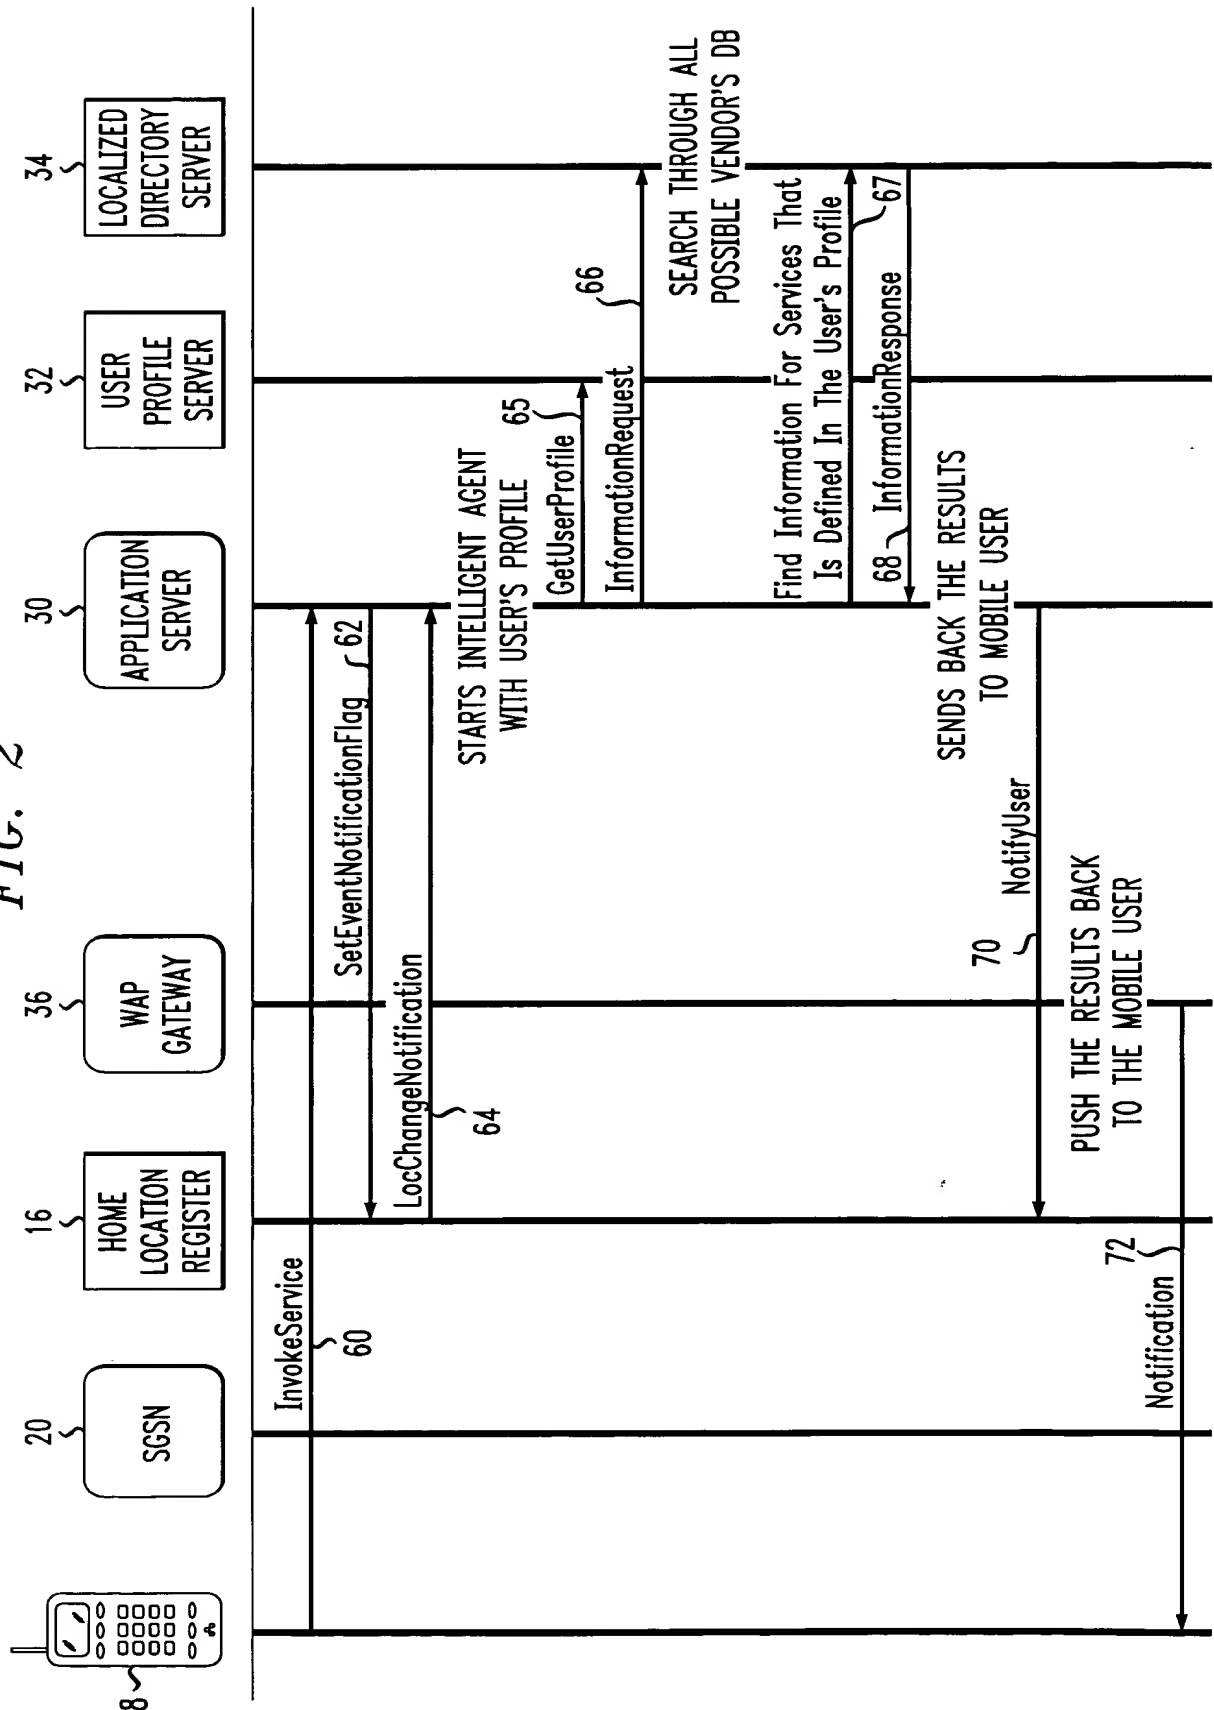 FIG. 2
8
20
16
36
30
32
34
SGSN
HOME
LOCATION
REGISTER
WAP
GATEWAY
APPLICATION
SERVER
USER
PROFILE
SERVER
LOCALIZED
DIRECTORY
SERVER
InvokeService
60
SetEventNotificationFlag
62
LocChangeNotification
64
STARTS INTELLIGENT AGENT
WITH USER'S PROFILE
GetUserProfile
65
InformationRequest
66
SEARCH THROUGH ALL
POSSIBLE VENDOR'S DB
Find Information For Services That
Is Defined In The User's Profile
67
68
InformationResponse
SENDS BACK THE RESULTS
TO MOBILE USER
70
NotifyUser
PUSH THE RESULTS BACK
TO THE MOBILE USER
Notification
72